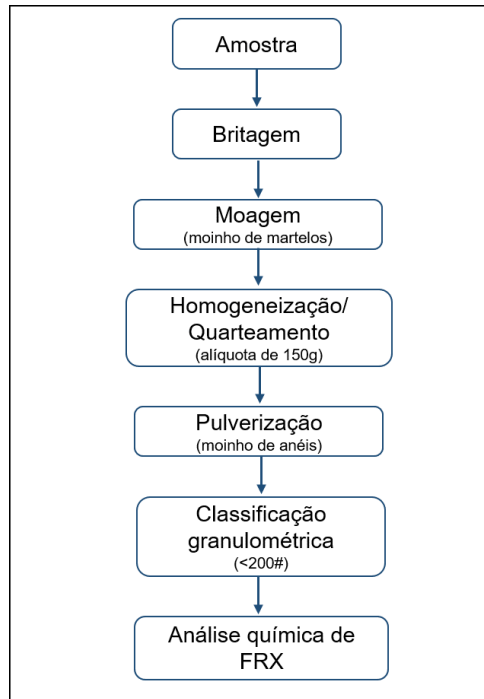 Amostra
Britagem
Moagem
(moinho de martelos)
Homogeneização/
Quarteamento
(alíquota de 150g)
Pulverização
(moinho de anéis)
Classificação
granulométrica
(<200#)
Análise química de
FRX